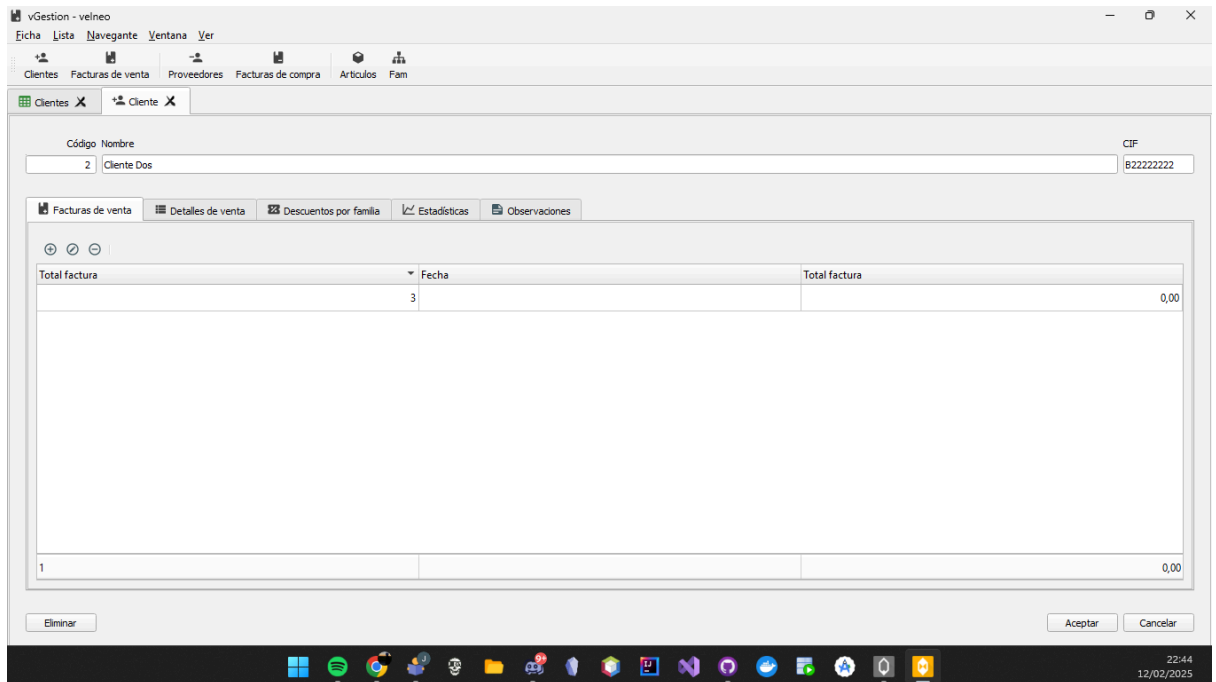 vGestion - velneo
Ficha Lista Navegante Ventana Ver
Clientes Facturas de venta Proveedores Facturas de compra Articulos Fam
Clientes Cliente
Código Nombre CIF
2 Cliente Dos B22222222
Facturas de venta Detalles de venta Descuentos por familia Estadísticas Observaciones
Total factura Fecha Total factura
3 0,00
1 0,00
Eliminar Aceptar Cancelar
22:44
12/02/2025